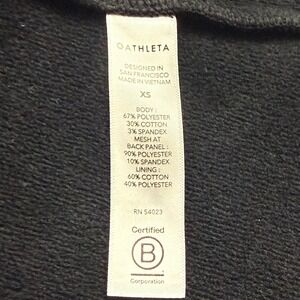 ATHLETA
DESIGNED IN
SAN FRANCISCO
MADE IN VIETNAM
XS
BODY :
67% POLYESTER
30% COTTON
3% SPANDEX
MESH AT
BACK PANEL :
90% POLYESTER
10% SPANDEX
LINING :
60% COTTON
40% POLYESTER
RN 54023
Certified
B
Corporation